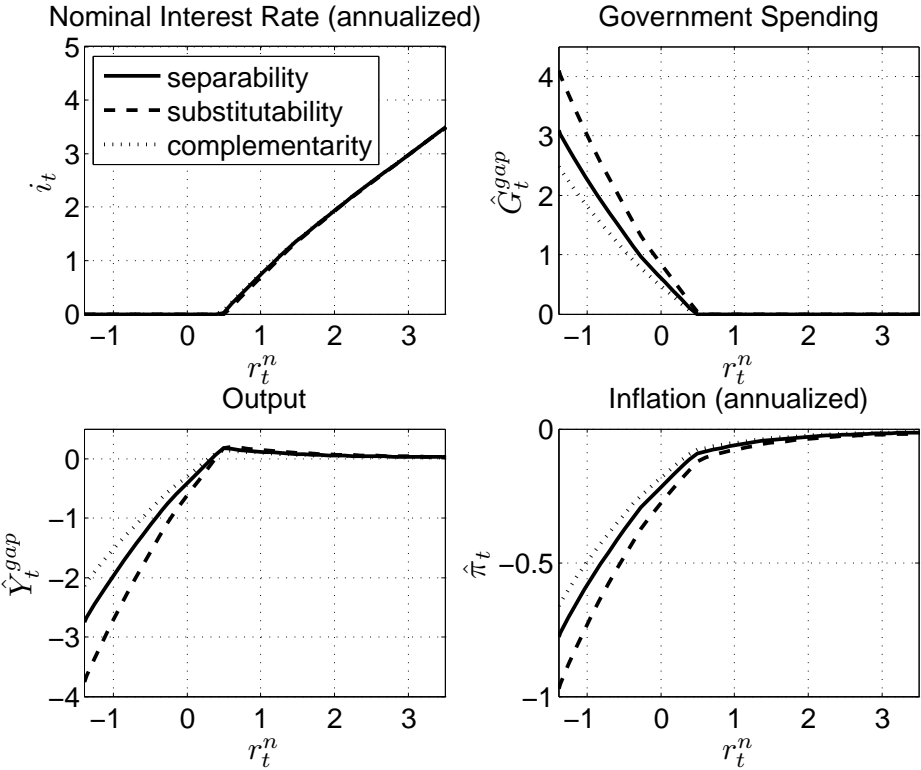 Nominal Interest Rate (annualized)
5
4
3
2
1
0
−1 0 1 2 3
i_t
r_t^n
separability
substitutability
complementarity
Government Spending
4
3
2
1
0
−1 0 1 2 3
Ĝ_t^{gap}
r_t^n
Output
0
−1
−2
−3
−4
−1 0 1 2 3
Ŷ_t^{gap}
r_t^n
Inflation (annualized)
0
−0.5
−1
−1 0 1 2 3
π̂_t
r_t^n